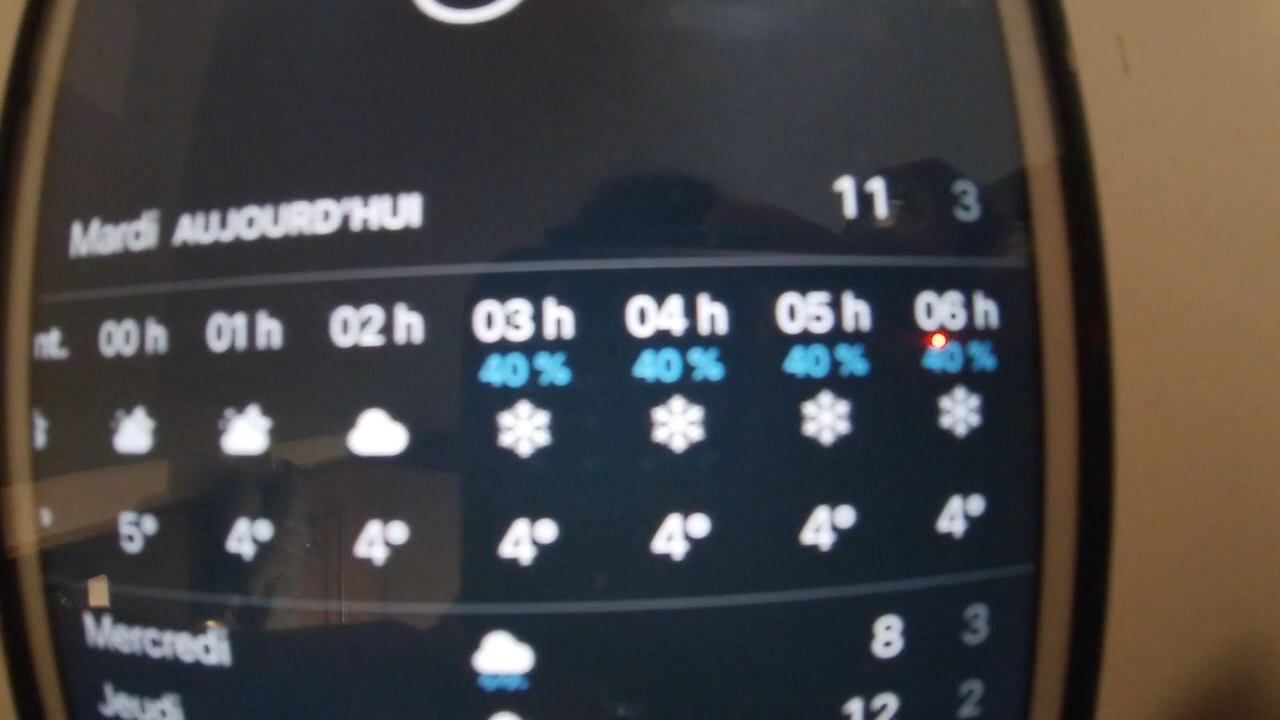 Mardi AUJOURD'HUI 11 3
nt. 00 h 01 h 02 h 03 h 04 h 05 h 06 h
40 % 40 % 40 % 40 %
5° 4° 4° 4° 4° 4° 4°
Mercredi 8 3
Jeudi 12 2